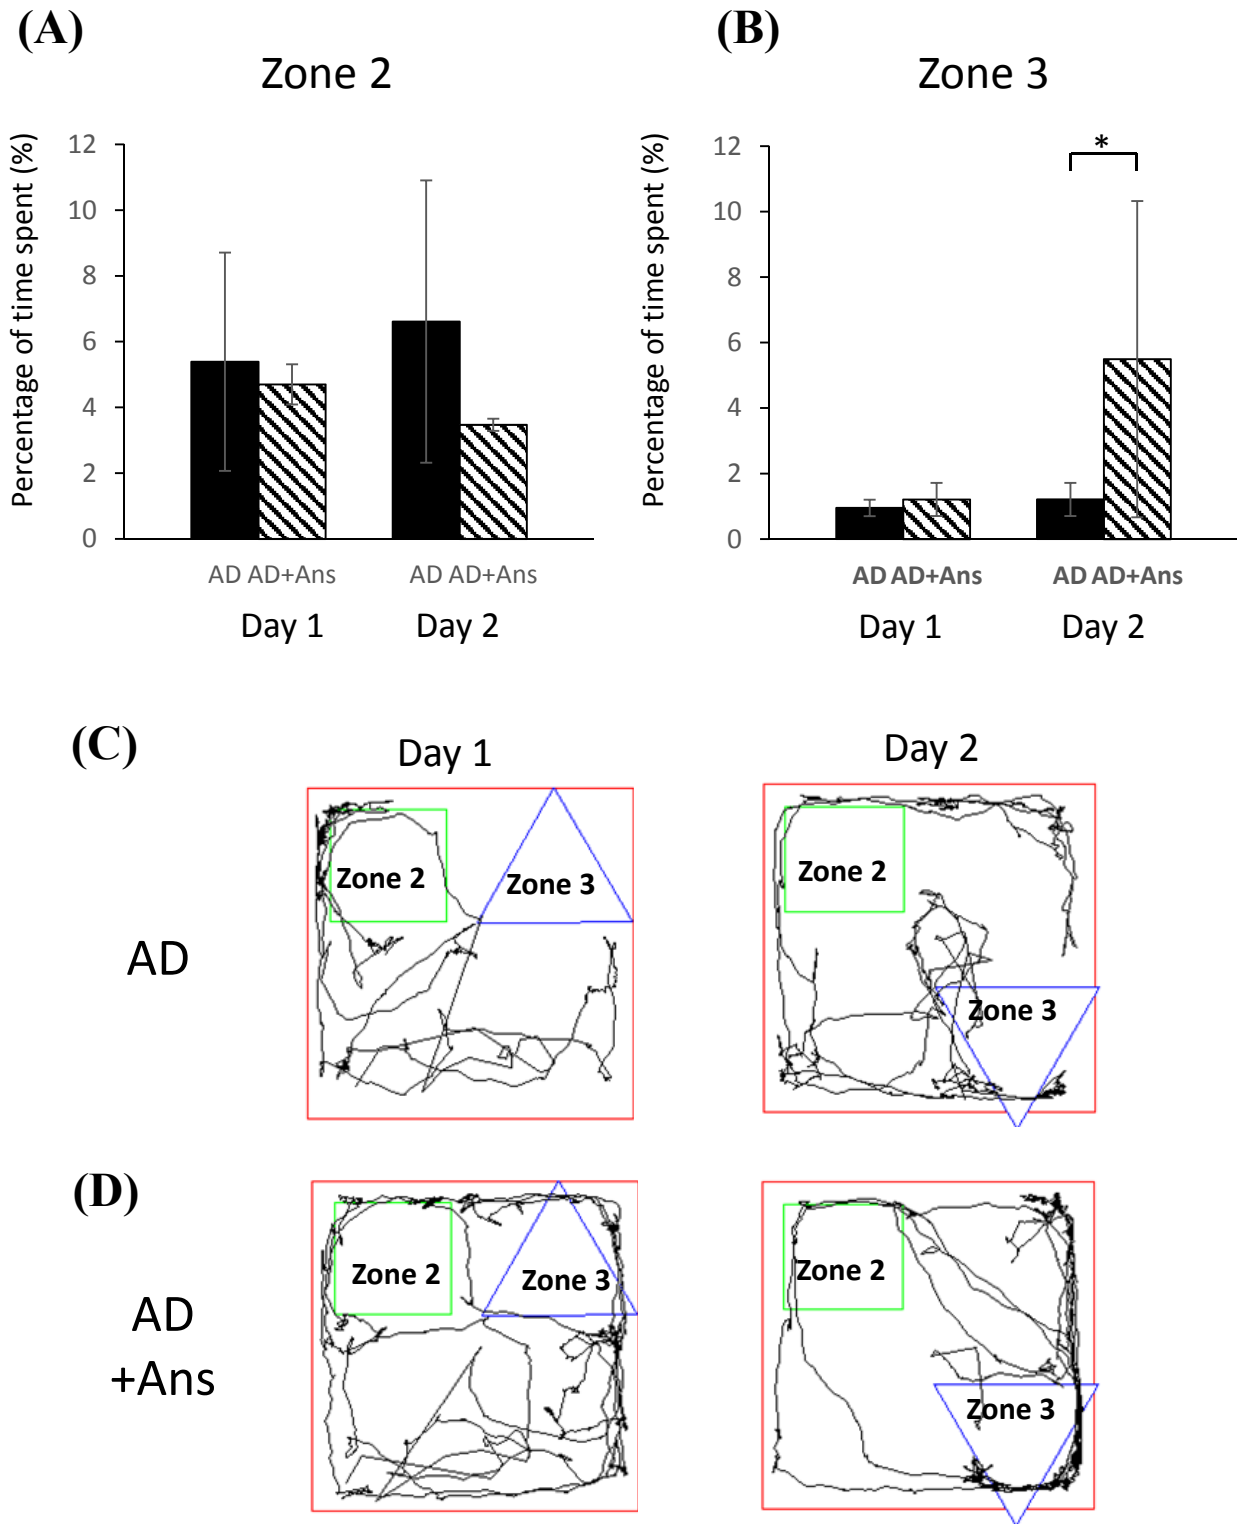 (A)
Zone 2
Percentage of time spent (%)
12
10
8
6
4
2
0
AD AD+Ans AD AD+Ans
Day 1 Day 2
(B)
Zone 3
Percentage of time spent (%)
12
10
8
6
4
2
0
*
AD AD+Ans AD AD+Ans
Day 1 Day 2
(C)
Day 1 Day 2
AD
Zone 2 Zone 3
Zone 2
Zone 3
(D)
AD
+Ans
Zone 2 Zone 3
Zone 2
Zone 3